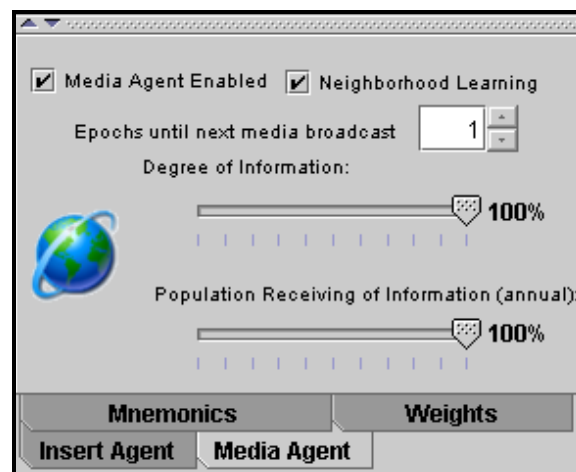 Media Agent Enabled Neighborhood Learning
Epochs until next media broadcast 1
Degree of Information:
100%
Population Receiving of Information (annual):
100%
Mnemonics Weights
Insert Agent Media Agent